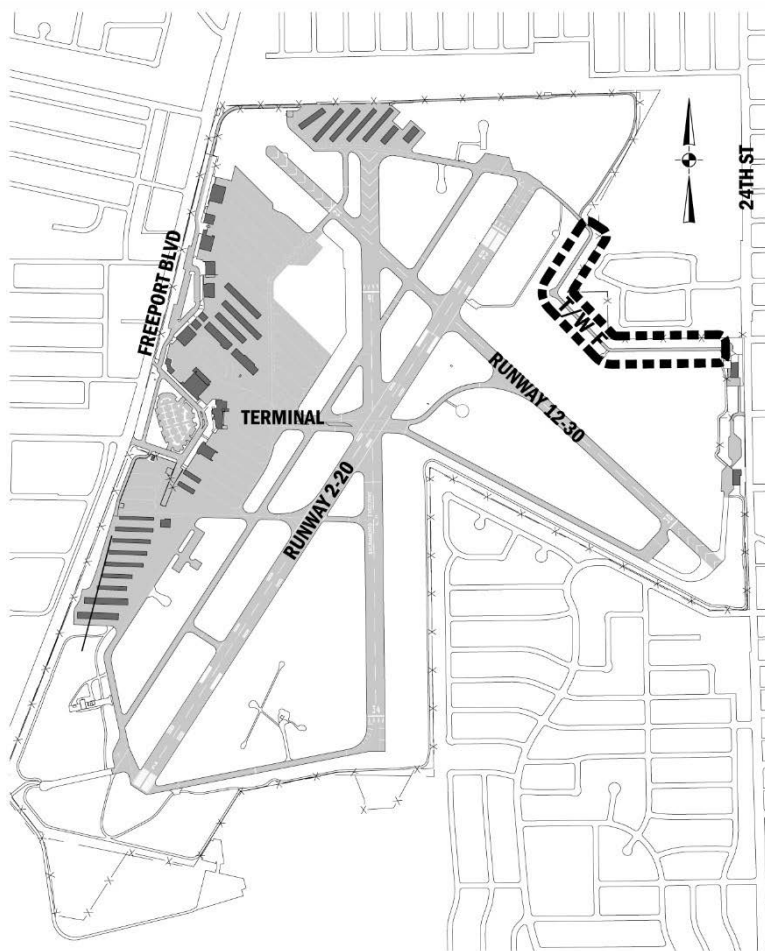 24TH ST
FREEPORT BLVD
T/W F
TERMINAL
RUNWAY 12-30
RUNWAY 2-20